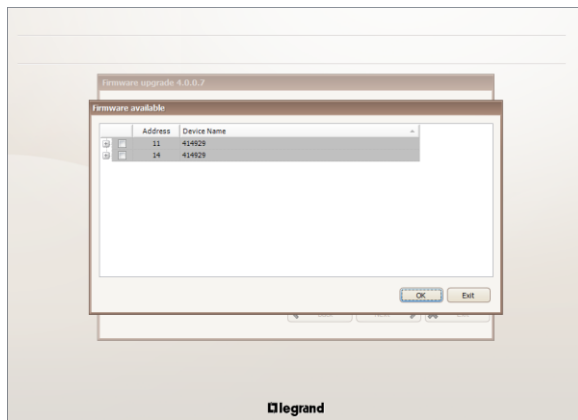 Firmware upgrade 4.0.0.7
Firmware available
Address Device Name
11 414929
14 414929
OK Exit
legrand